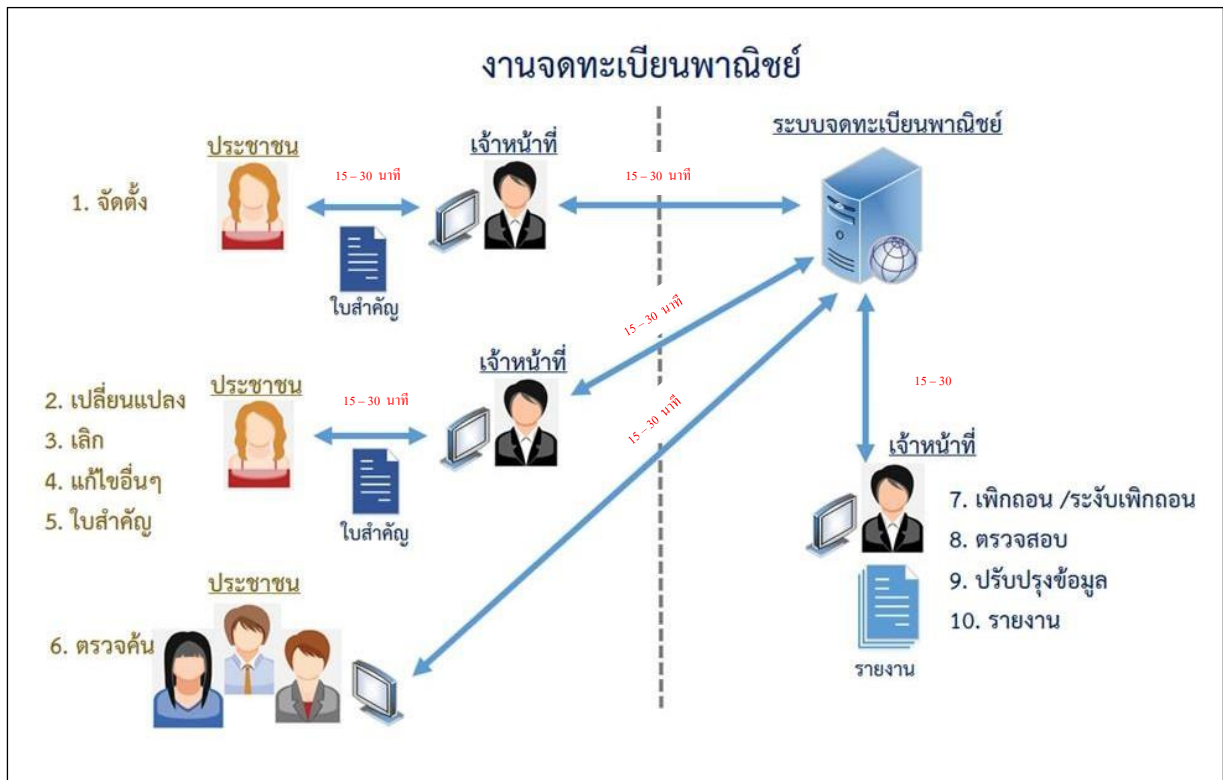 งานจดทะเบียนพาณิชย์
ระบบจดทะเบียนพาณิชย์
ประชาชน
เจ้าหน้าที่
15 – 30 นาที
15 – 30 นาที
1. จัดตั้ง
ใบสำคัญ
15 – 30 นาที
ประชาชน
เจ้าหน้าที่
15 – 30 นาที
15 – 30 นาที
15 – 30
2. เปลี่ยนแปลง
3. เลิก
4. แก้ไขอื่นๆ
5. ใบสำคัญ
ใบสำคัญ
เจ้าหน้าที่
7. เพิกถอน /ระงับเพิกถอน
8. ตรวจสอบ
9. ปรับปรุงข้อมูล
10. รายงาน
รายงาน
ประชาชน
6. ตรวจค้น